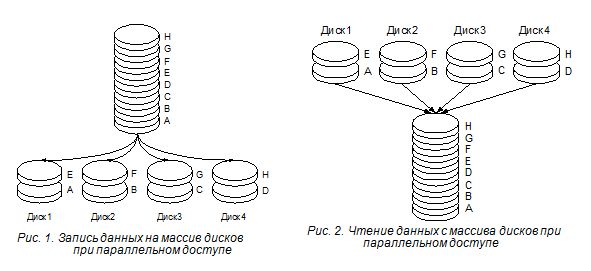 H
G
F
E
D
C
B
A
E F G H
A B C D
Диск1 Диск2 Диск3 Диск4
Рис. 1. Запись данных на массив дисков
при параллельном доступе
Диск1 Диск2 Диск3 Диск4
E F G H
A B C D
H
G
F
E
D
C
B
A
Рис. 2. Чтение данных с массива дисков при
параллельном доступе